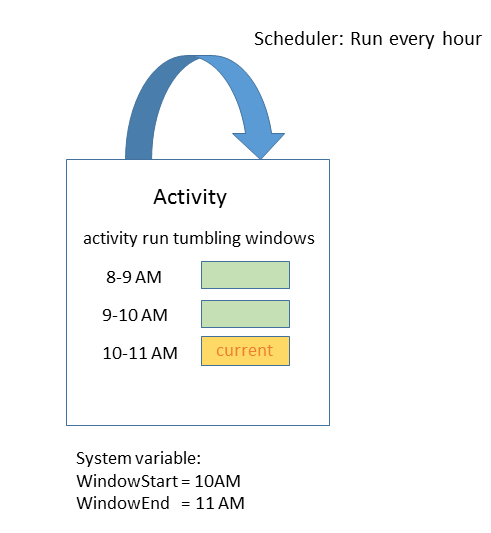 Scheduler: Run every hour
Activity
activity run tumbling windows
8-9 AM
9-10 AM
10-11 AM current
System variable:
WindowStart = 10AM
WindowEnd = 11 AM